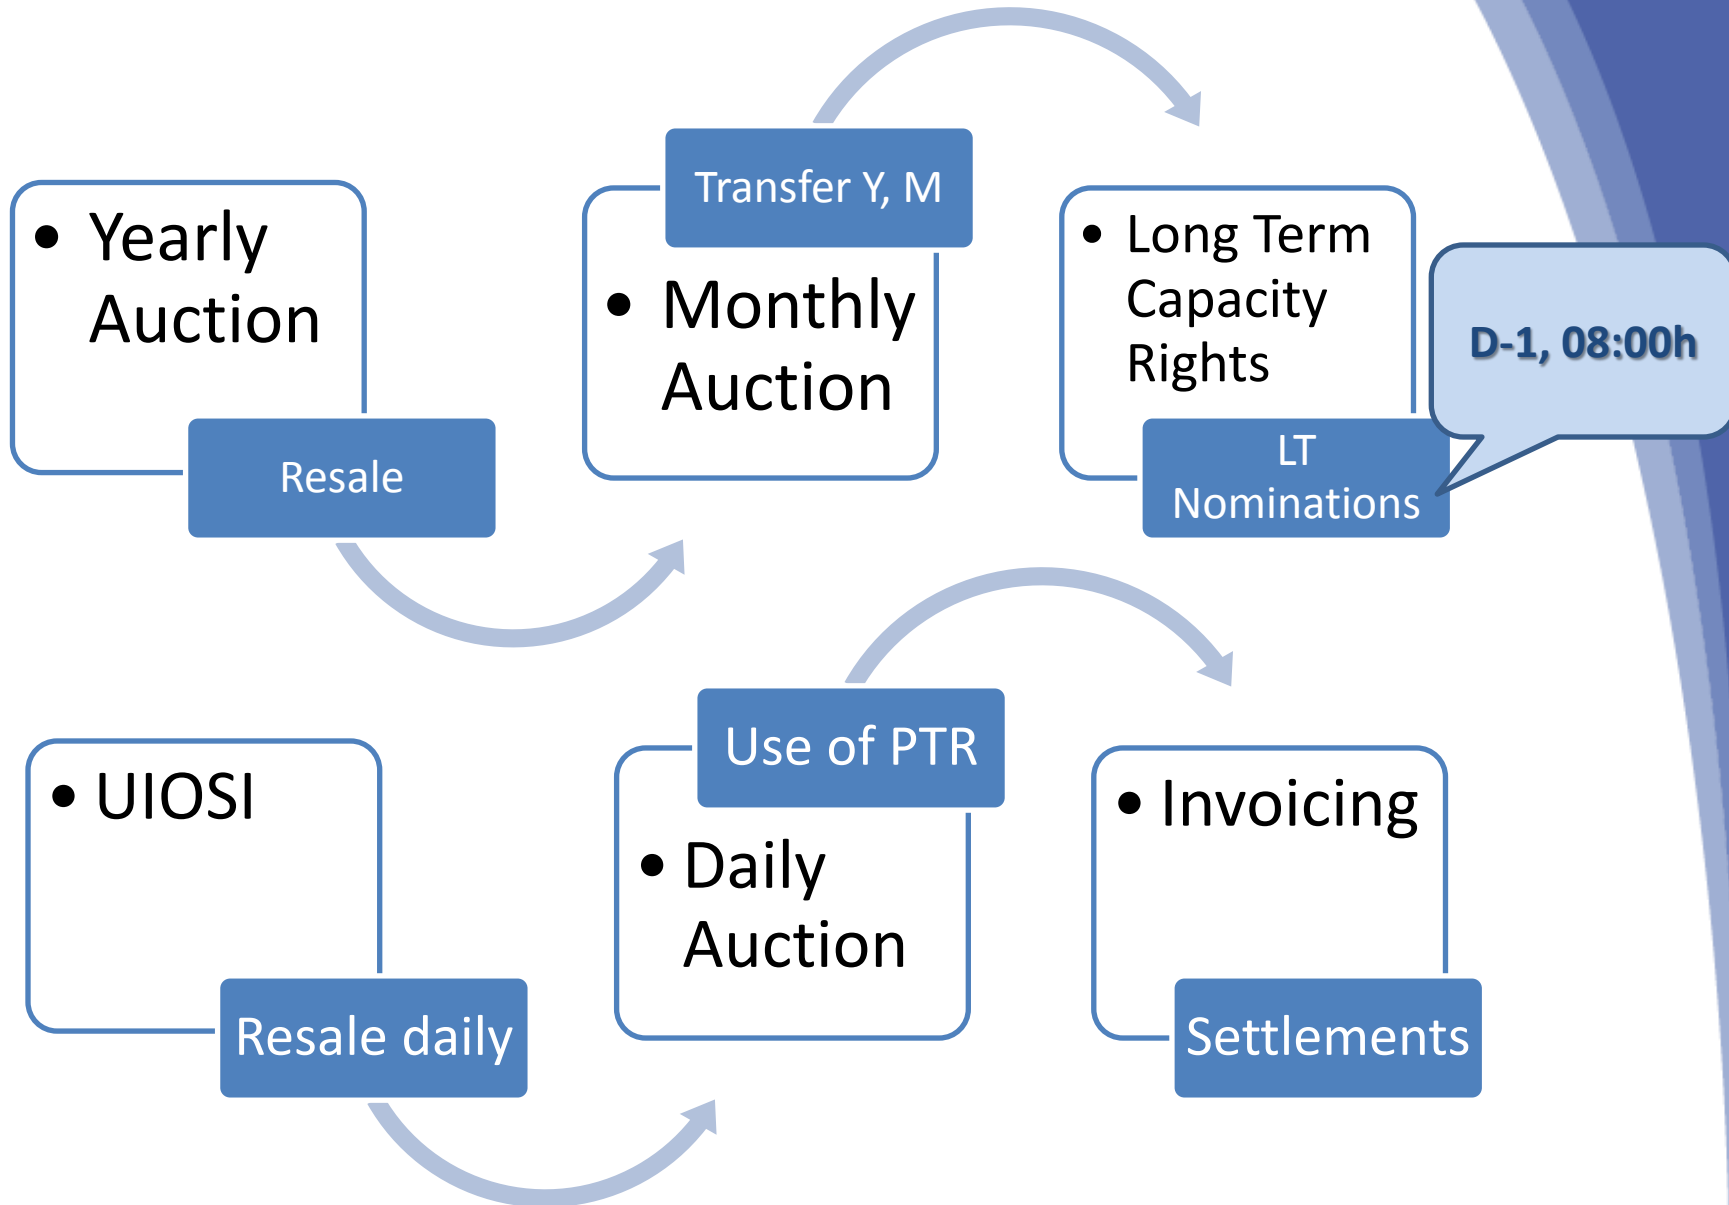 • Yearly
Auction
Resale
Transfer Y, M
• Monthly
Auction
• Long Term
Capacity
Rights
LT
Nominations
D-1, 08:00h
• UIOSI
Resale daily
Use of PTR
• Daily
Auction
• Invoicing
Settlements